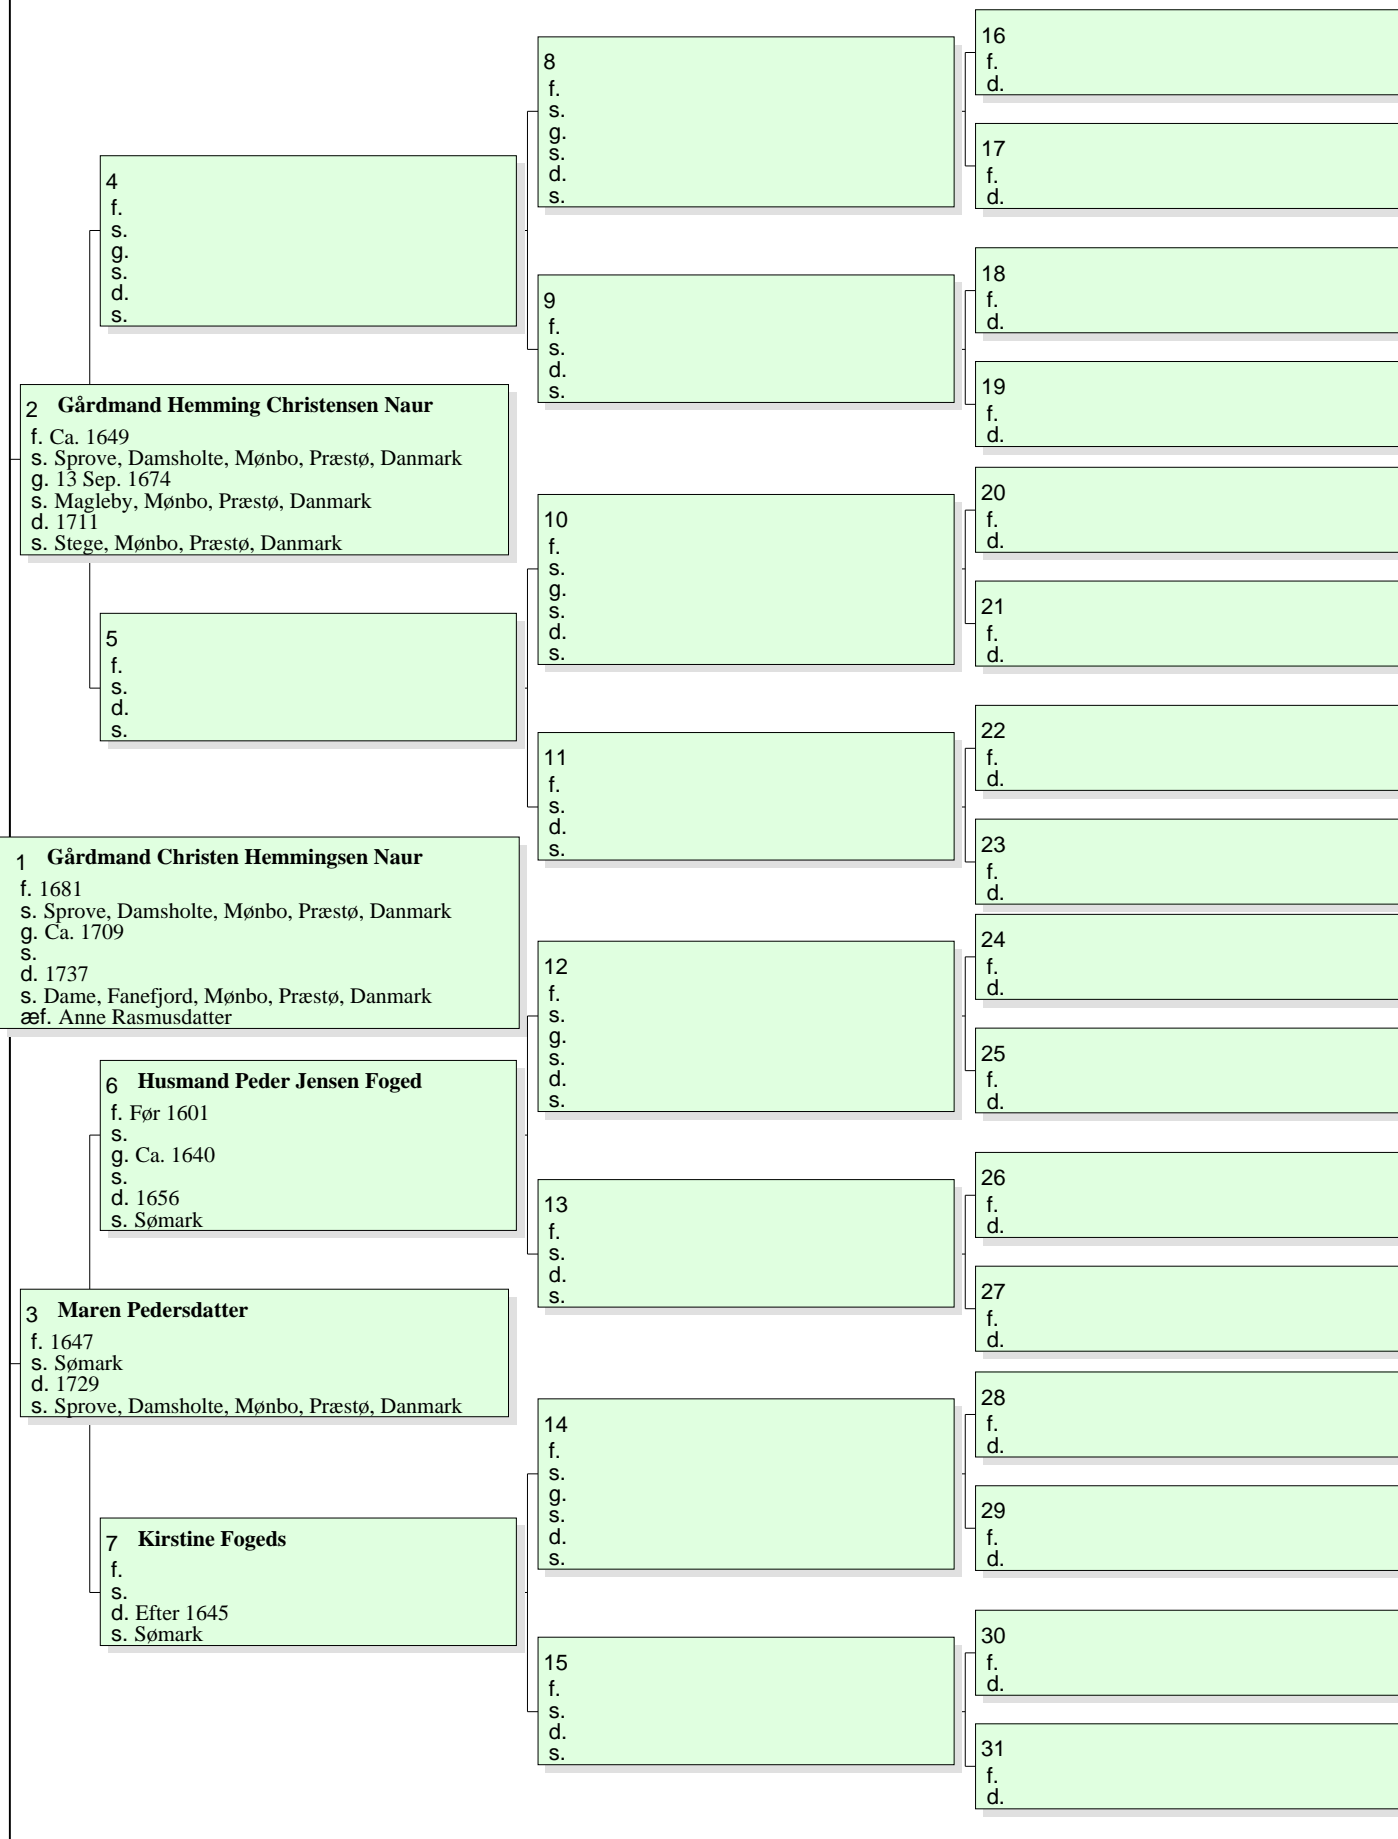 4
f.
s.
g.
s.
d.
s.
2 Gårdmand Hemming Christensen Naur
f. Ca. 1649
s. Sprove, Damsholte, Mønbo, Præstø, Danmark
g. 13 Sep. 1674
s. Magleby, Mønbo, Præstø, Danmark
d. 1711
s. Stege, Mønbo, Præstø, Danmark
5
f.
s.
d.
s.
1 Gårdmand Christen Hemmingsen Naur
f. 1681
s. Sprove, Damsholte, Mønbo, Præstø, Danmark
g. Ca. 1709
s.
d. 1737
s. Dame, Fanefjord, Mønbo, Præstø, Danmark
æf. Anne Rasmusdatter
6 Husmand Peder Jensen Foged
f. Før 1601
s.
g. Ca. 1640
s.
d. 1656
s. Sømark
3 Maren Pedersdatter
f. 1647
s. Sømark
d. 1729
s. Sprove, Damsholte, Mønbo, Præstø, Danmark
7 Kirstine Fogeds
f.
s.
d. Efter 1645
s. Sømark
8
f.
s.
g.
s.
d.
s.
9
f.
s.
d.
s.
10
f.
s.
g.
s.
d.
s.
11
f.
s.
d.
s.
12
f.
s.
g.
s.
d.
s.
13
f.
s.
d.
s.
14
f.
s.
g.
s.
d.
s.
15
f.
s.
d.
s.
16
f.
d.
17
f.
d.
18
f.
d.
19
f.
d.
20
f.
d.
21
f.
d.
22
f.
d.
23
f.
d.
24
f.
d.
25
f.
d.
26
f.
d.
27
f.
d.
28
f.
d.
29
f.
d.
30
f.
d.
31
f.
d.